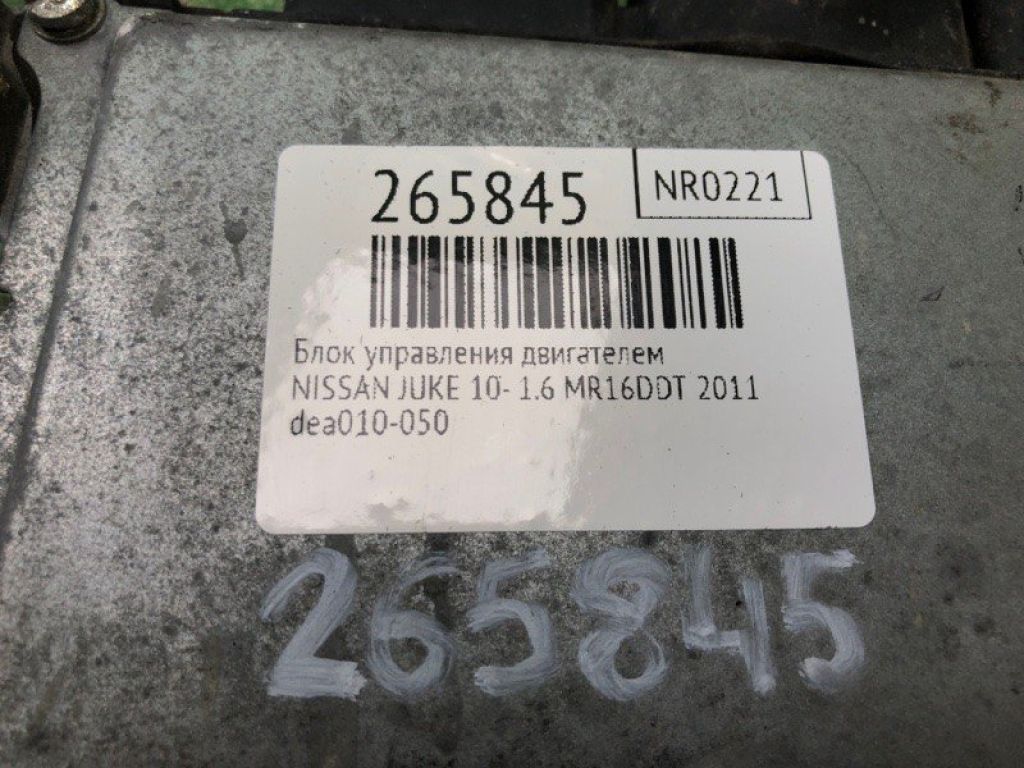 265845
NR0221
Блок управления двигателем
NISSAN JUKE 10- 1.6 MR16DDT 2011
dea010-050
265845